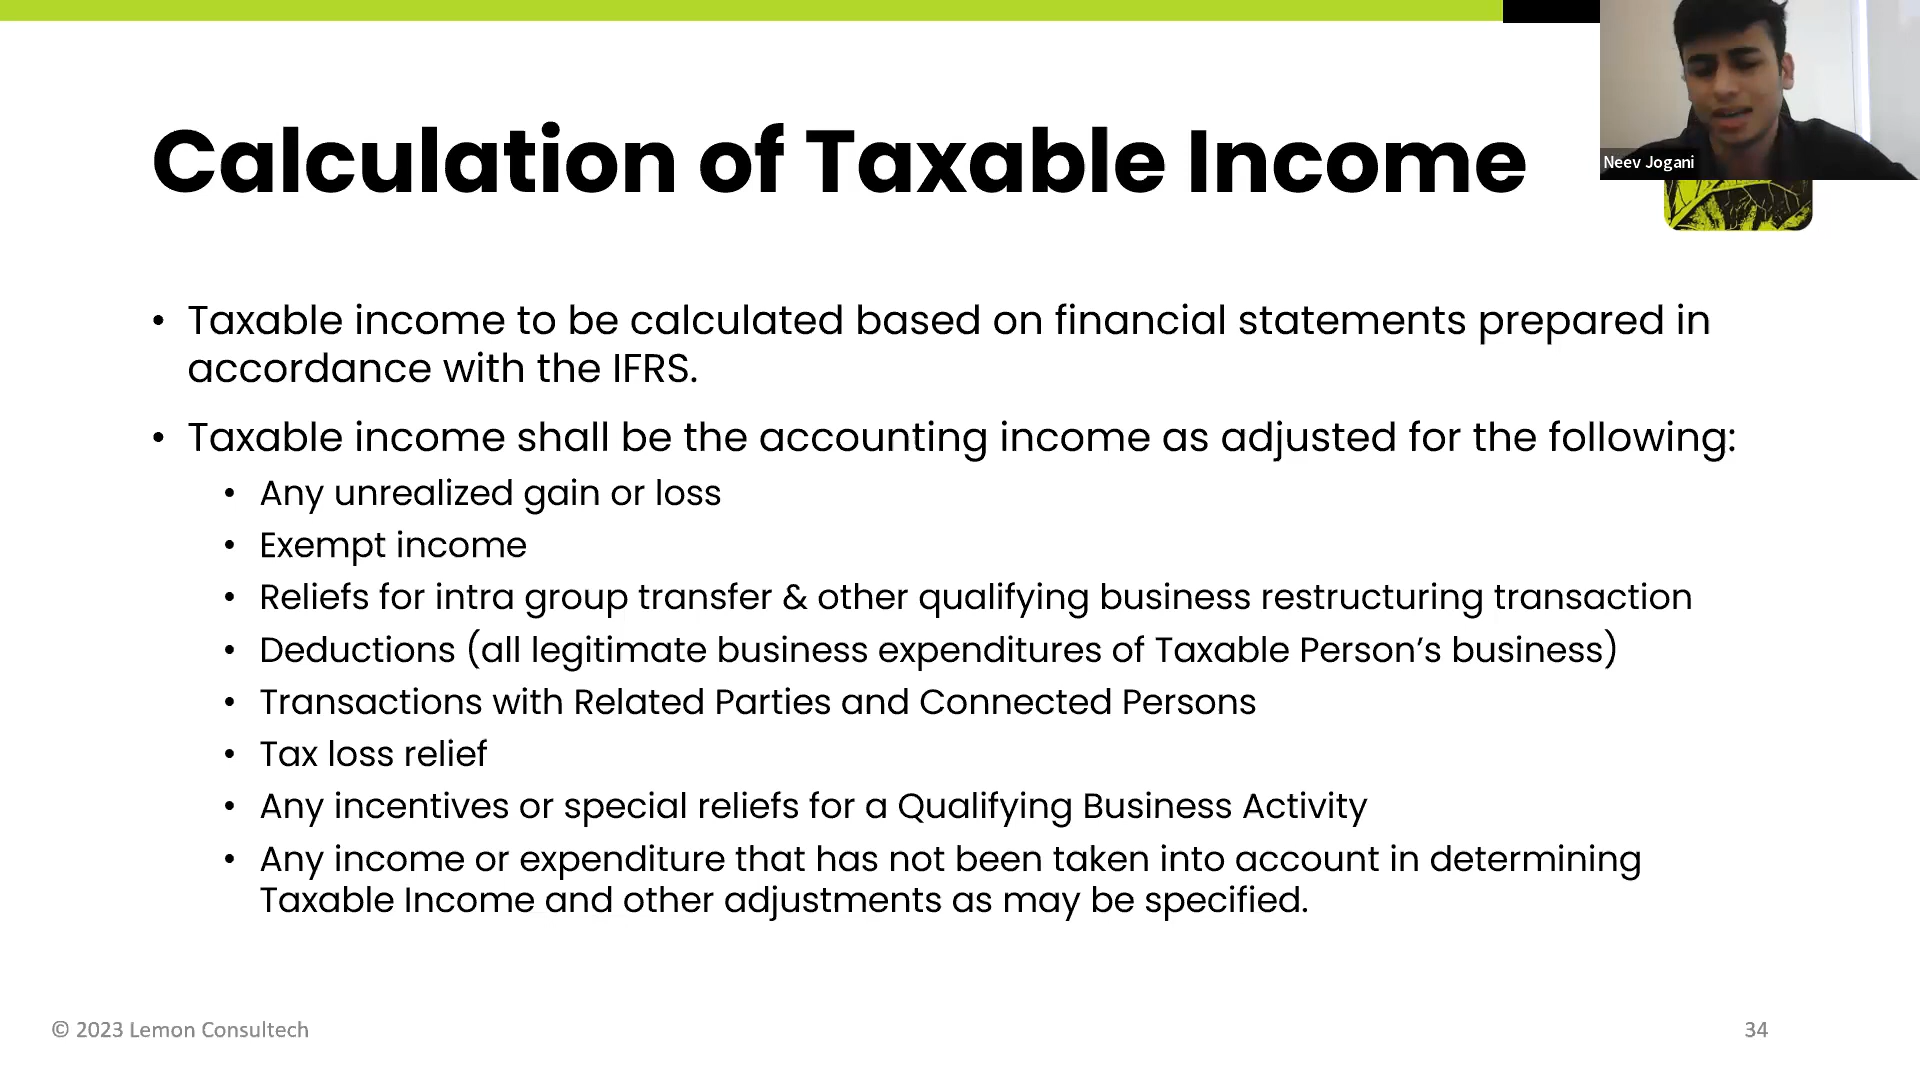 Calculation of Taxable Income
Neev Jogani
• Taxable income to be calculated based on financial statements prepared in
accordance with the IFRS.
• Taxable income shall be the accounting income as adjusted for the following:
• Any unrealized gain or loss
• Exempt income
• Reliefs for intra group transfer & other qualifying business restructuring transaction
• Deductions (all legitimate business expenditures of Taxable Person’s business)
• Transactions with Related Parties and Connected Persons
• Tax loss relief
• Any incentives or special reliefs for a Qualifying Business Activity
• Any income or expenditure that has not been taken into account in determining
Taxable Income and other adjustments as may be specified.
© 2023 Lemon Consultech
34